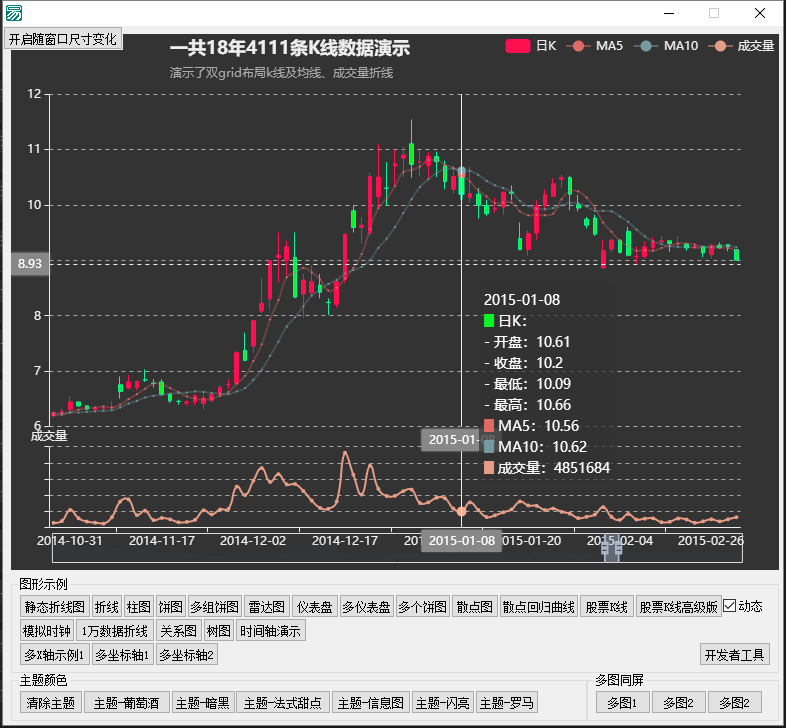 开启随窗口尺寸变化
一共18年4111条K线数据演示
日K MA5 MA10 成交量
演示了双grid布局k线及均线、成交量折线
12
11
10
8.93
8
7
6
成交量
2015-01-08
日K:
- 开盘: 10.61
- 收盘: 10.2
- 最低: 10.09
- 最高: 10.66
MA5: 10.56
MA10: 10.62
成交量: 4851684
2015-01-08
2014-10-31 2014-11-17 2014-12-02 2014-12-17 2015-01-08 2015-01-20 2015-02-04 2015-02-26
图形示例
静态折线图 折线 柱图 饼图 多组饼图 雷达图 仪表盘 多仪表盘 多个饼图 散点图 散点回归曲线 股票K线 股票K线高级版 动态
模拟时钟 1万数据折线 关系图 树图 时间轴演示
多X轴示例1 多坐标轴1 多坐标轴2 开发者工具
主题颜色 多图同屏
清除主题 主题-葡萄酒 主题-暗黑 主题-法式甜点 主题-信息图 主题-闪亮 主题-罗马 多图1 多图2 多图2